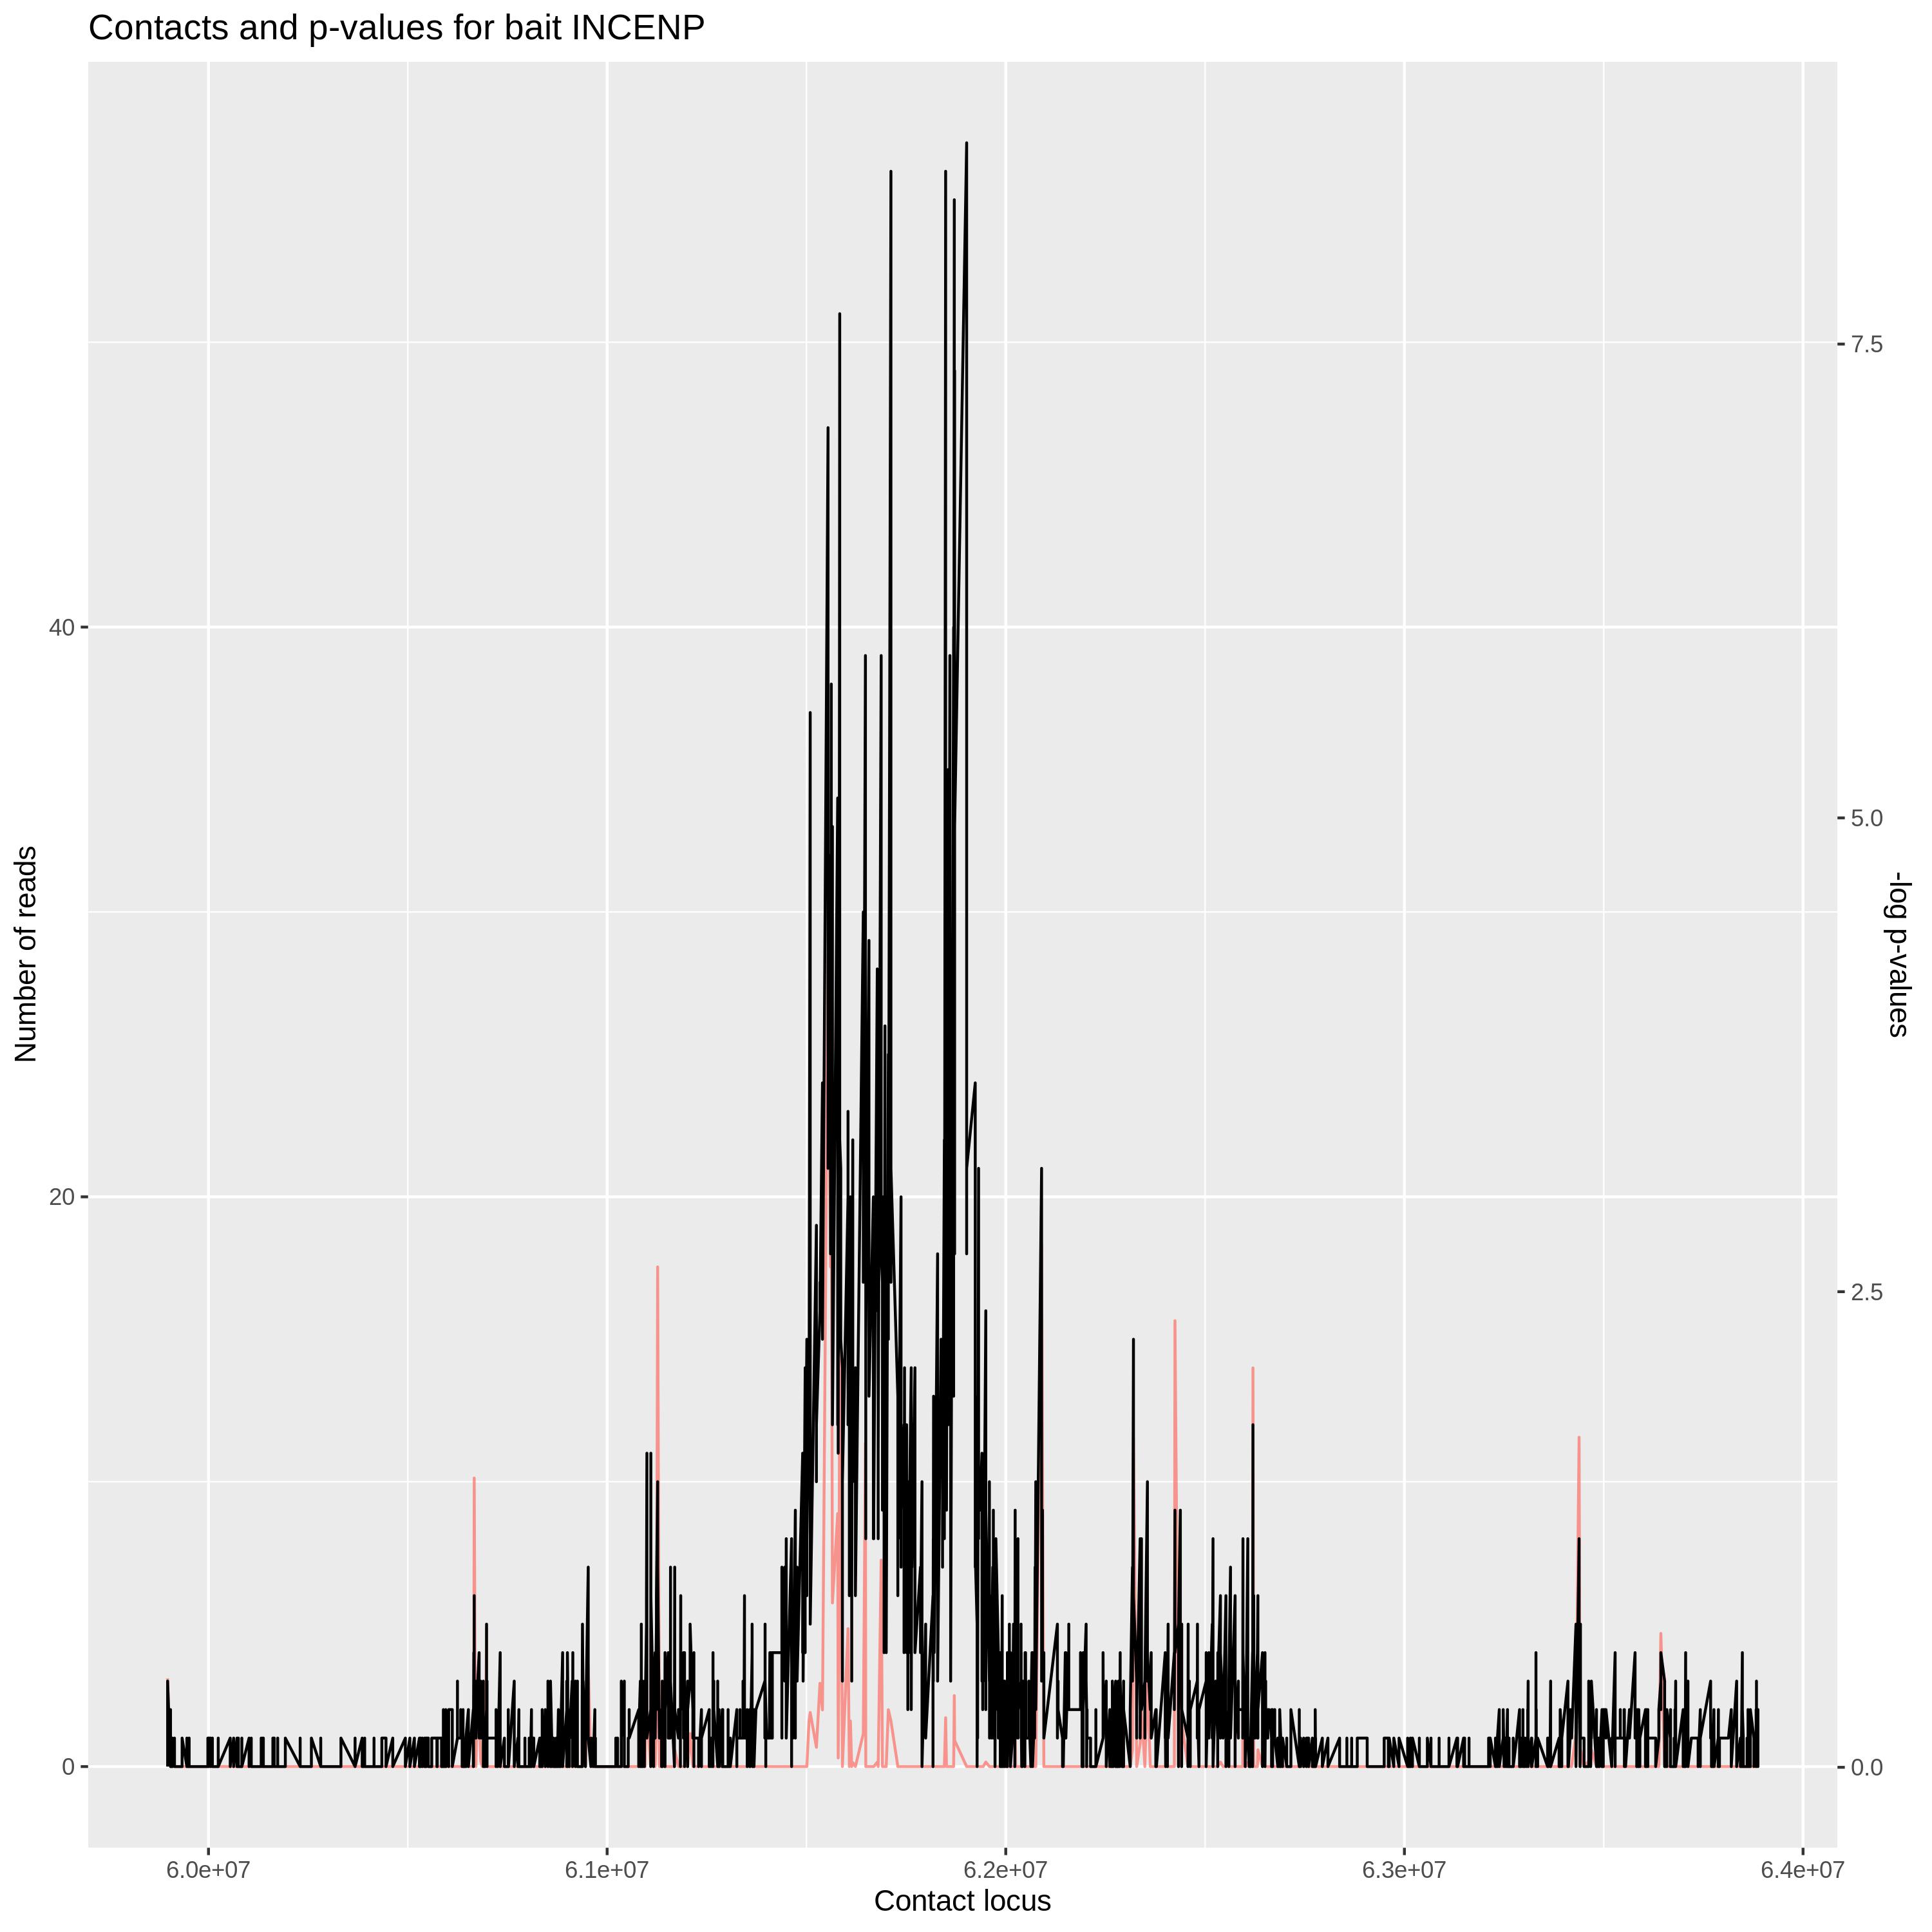 Contacts and p-values for bait INCENP
Number of reads
40
20
0
7.5
5.0
2.5
0.0
-log p-values
6.0e+07 6.1e+07 6.2e+07 6.3e+07 6.4e+07
Contact locus